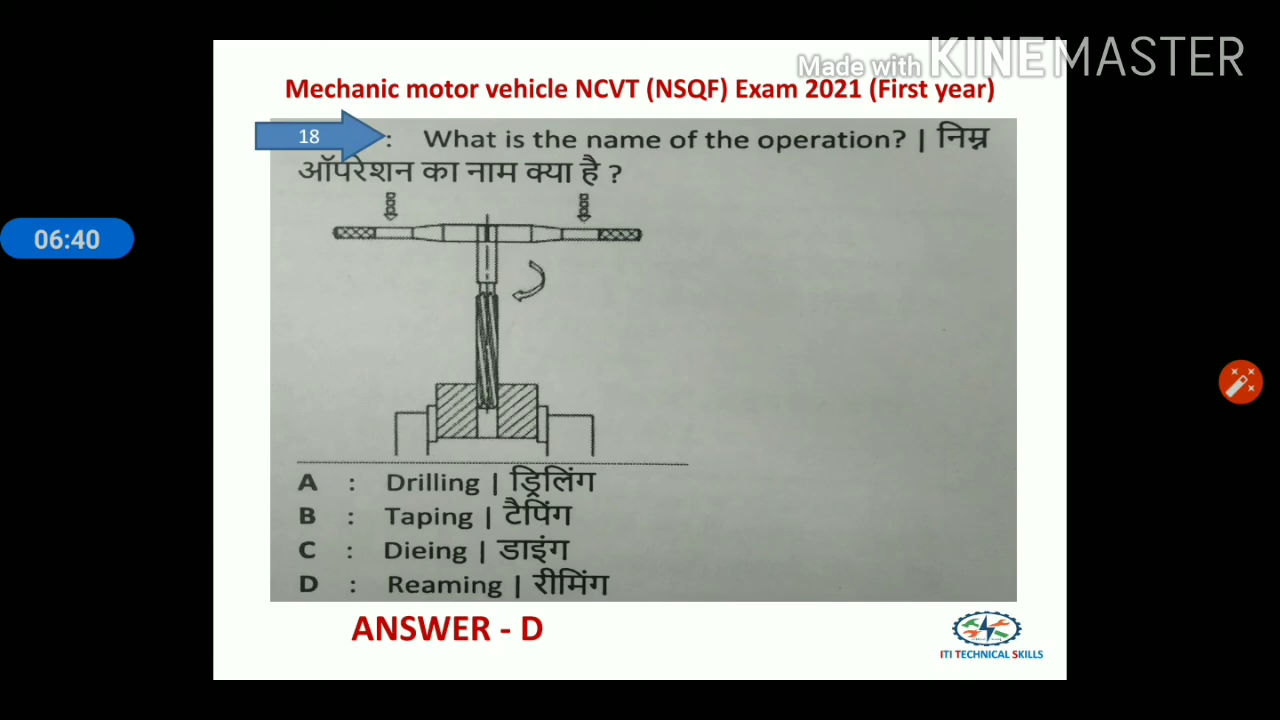 Made with KINEMASTER
Mechanic motor vehicle NCVT (NSQF) Exam 2021 (First year)
18 : What is the name of the operation? | निम्न
ऑपरेशन का नाम क्या है ?
06:40
A : Drilling | ड्रिलिंग
B : Taping | टैपिंग
C : Dieing | डाइंग
D : Reaming | रीमिंग
ANSWER - D
ITI TECHNICAL SKILLS